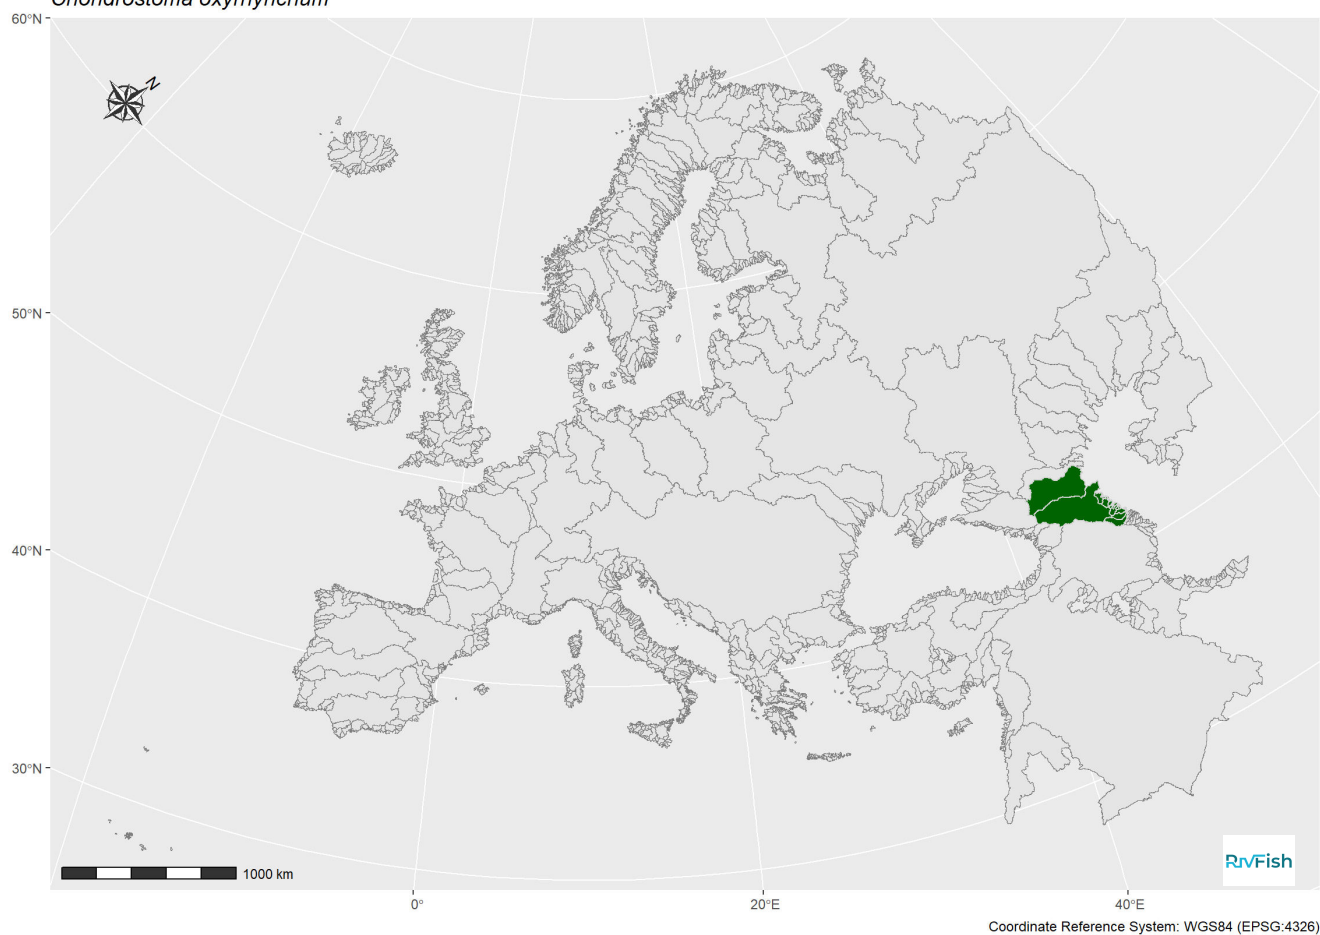 Chondrostoma oxyrhynchum
60°N
N
50°N
40°N
30°N
1000 km
RIVFish
0°
20°E
40°E
Coordinate Reference System: WGS84 (EPSG:4326)